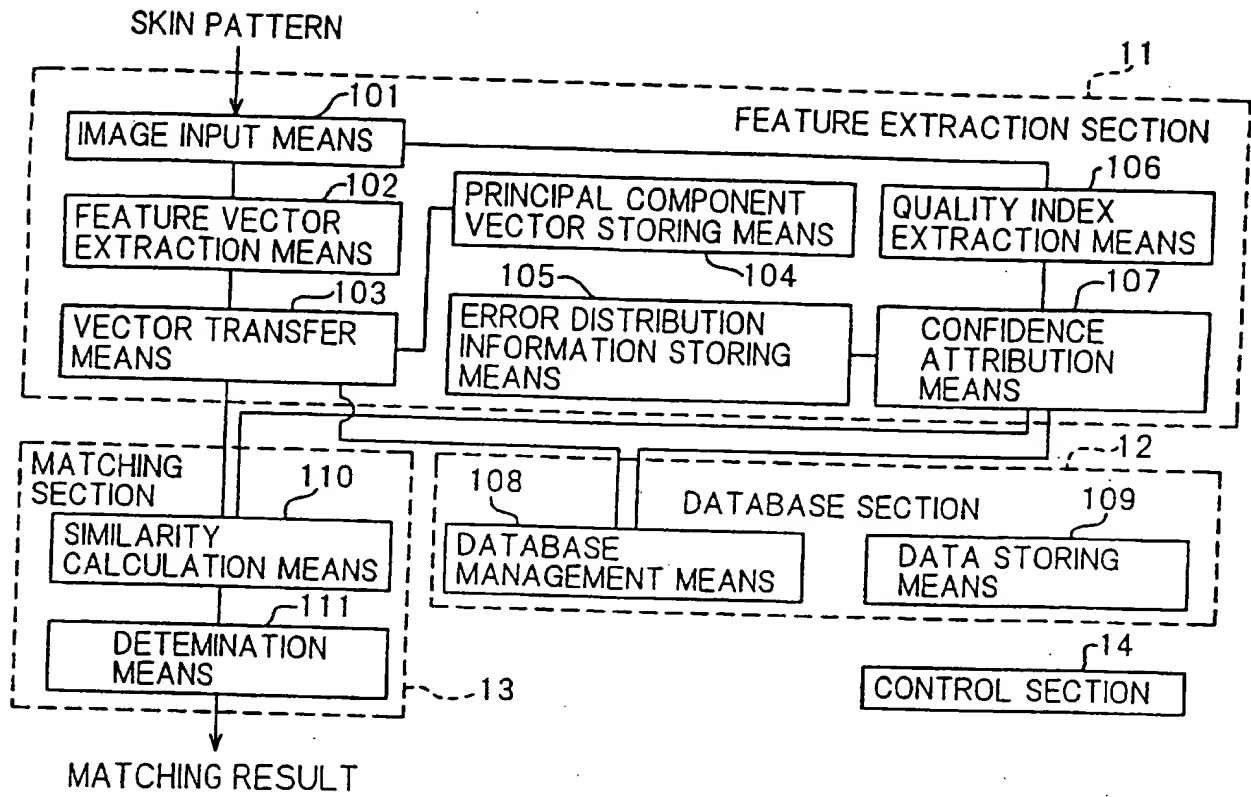 SKIN PATTERN
11
101
IMAGE INPUT MEANS
FEATURE EXTRACTION SECTION
102
FEATURE VECTOR
EXTRACTION MEANS
PRINCIPAL COMPONENT
VECTOR STORING MEANS
104
106
QUALITY INDEX
EXTRACTION MEANS
103
VECTOR TRANSFER
MEANS
105
ERROR DISTRIBUTION
INFORMATION STORING
MEANS
107
CONFIDENCE
ATTRIBUTION
MEANS
MATCHING
SECTION
110
SIMILARITY
CALCULATION MEANS
111
DETEMINATION
MEANS
13
12
DATABASE SECTION
108
DATABASE
MANAGEMENT MEANS
109
DATA STORING
MEANS
14
CONTROL SECTION
MATCHING RESULT